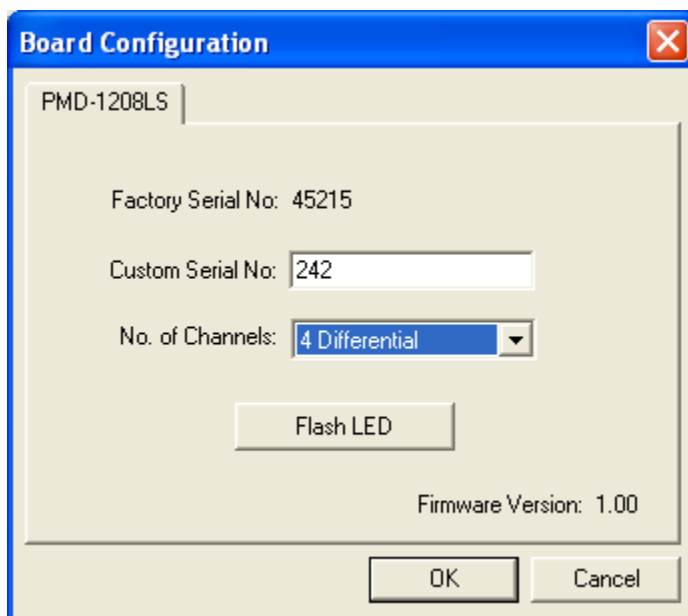 Board Configuration
PMD-1208LS
Factory Serial No: 45215
Custom Serial No: 242
No. of Channels: 4 Differential
Flash LED
Firmware Version: 1.00
OK Cancel